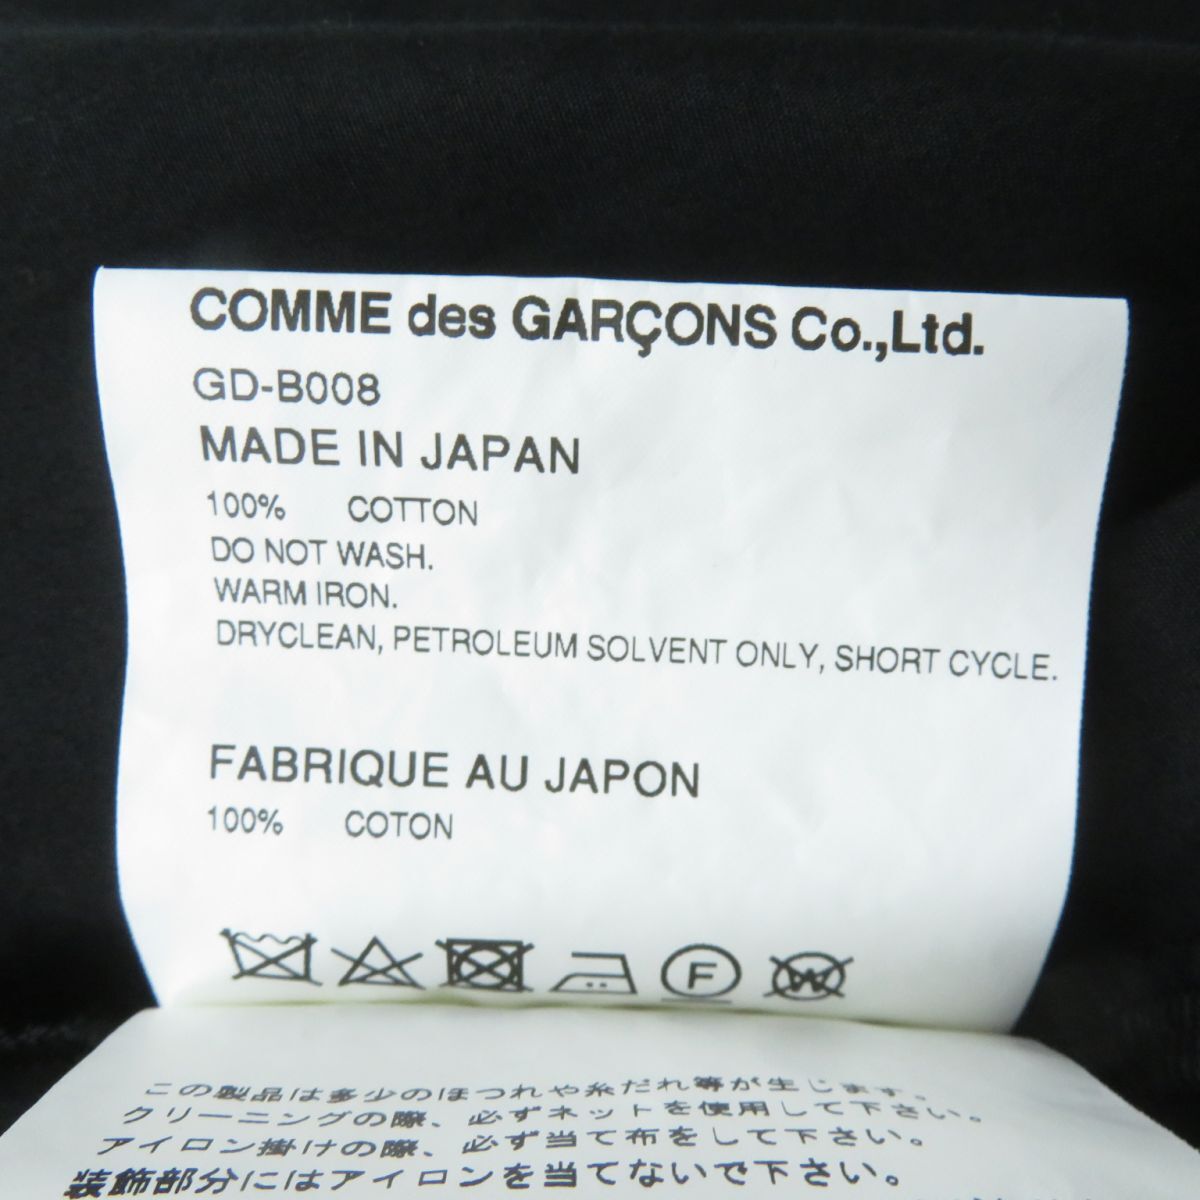 COMME des GARÇONS Co.,Ltd.
GD-B008
MADE IN JAPAN
100% COTTON
DO NOT WASH.
WARM IRON.
DRYCLEAN, PETROLEUM SOLVENT ONLY, SHORT CYCLE.
FABRIQUE AU JAPON
100% COTON
F W
この製品は多少のほつれや糸だれ等が生じます。
クリーニングの際、必ずネットを使用して下さい。
アイロン掛けの際、必ず当て布をして下さい。
装飾部分にはアイロンを当てないで下さい。